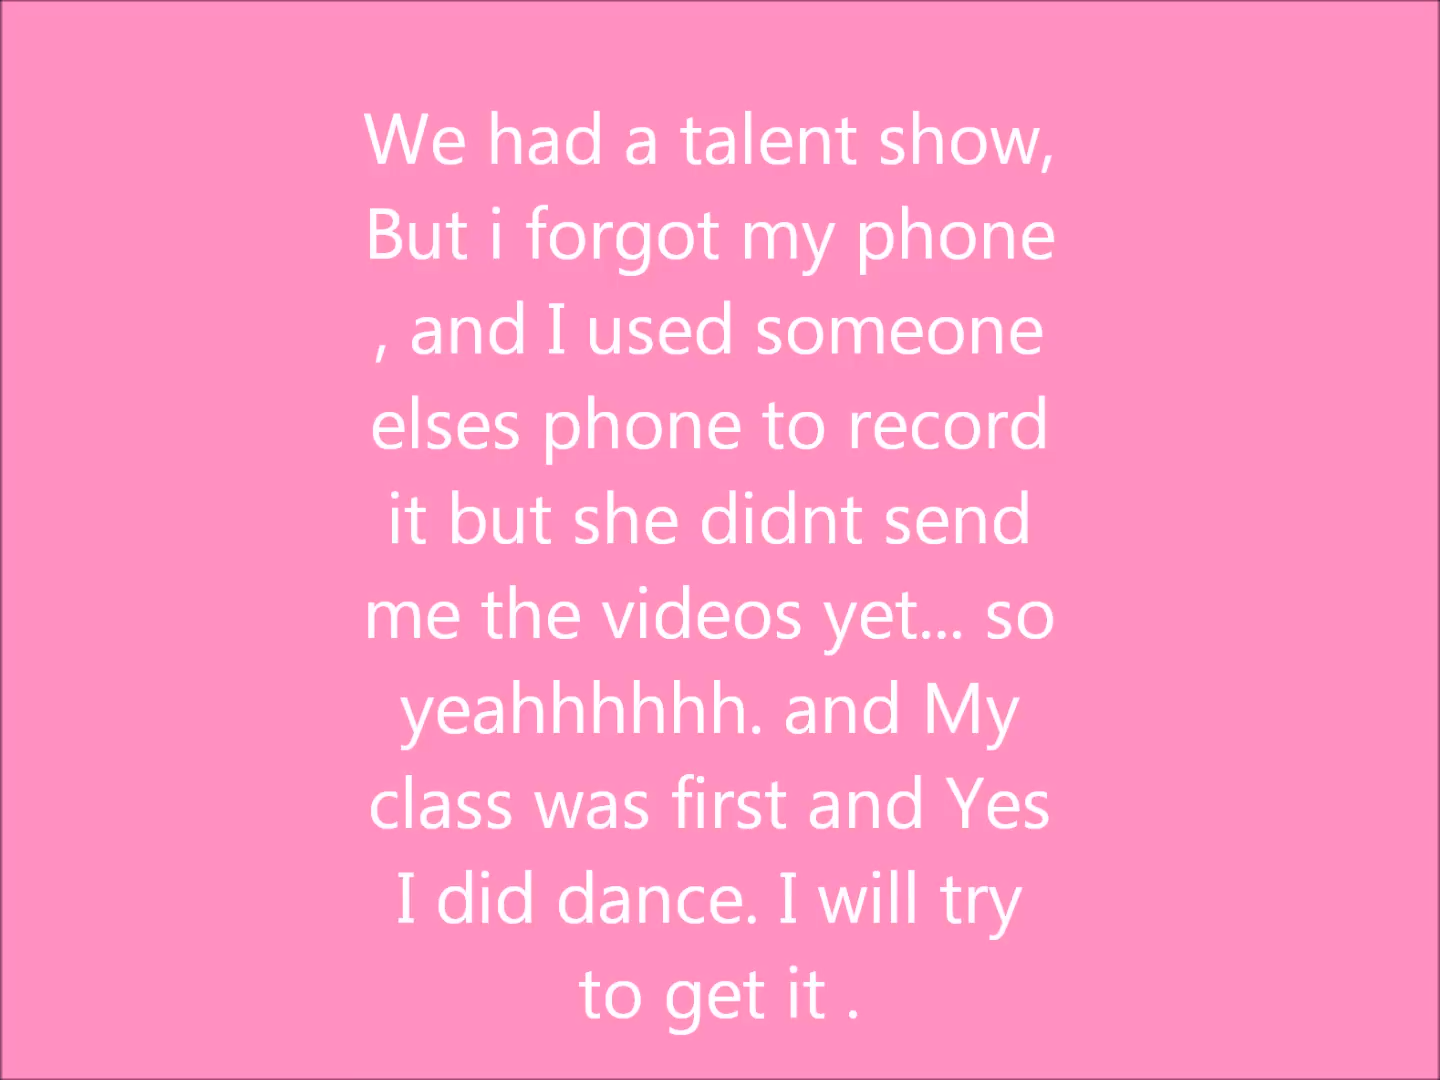 We had a talent show,
But i forgot my phone
, and I used someone
elses phone to record
it but she didnt send
me the videos yet... so
yeahhhhhh. and My
class was first and Yes
I did dance. I will try
to get it .